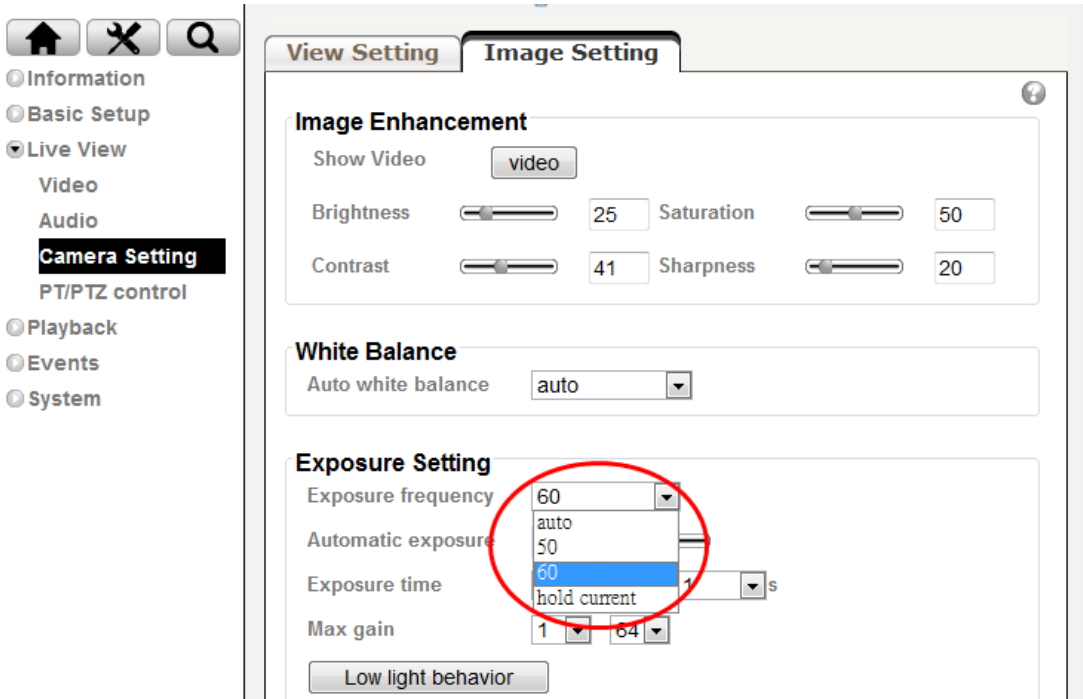 View Setting Image Setting
Information
Basic Setup
Live View
Video
Audio
Camera Setting
PT/PTZ control
Playback
Events
System
Image Enhancement
Show Video video
Brightness 25 Saturation 50
Contrast 41 Sharpness 20
White Balance
Auto white balance auto
Exposure Setting
Exposure frequency 60
auto
50
60
hold current
Automatic exposure
Exposure time 1 s
Max gain 1 64
Low light behavior